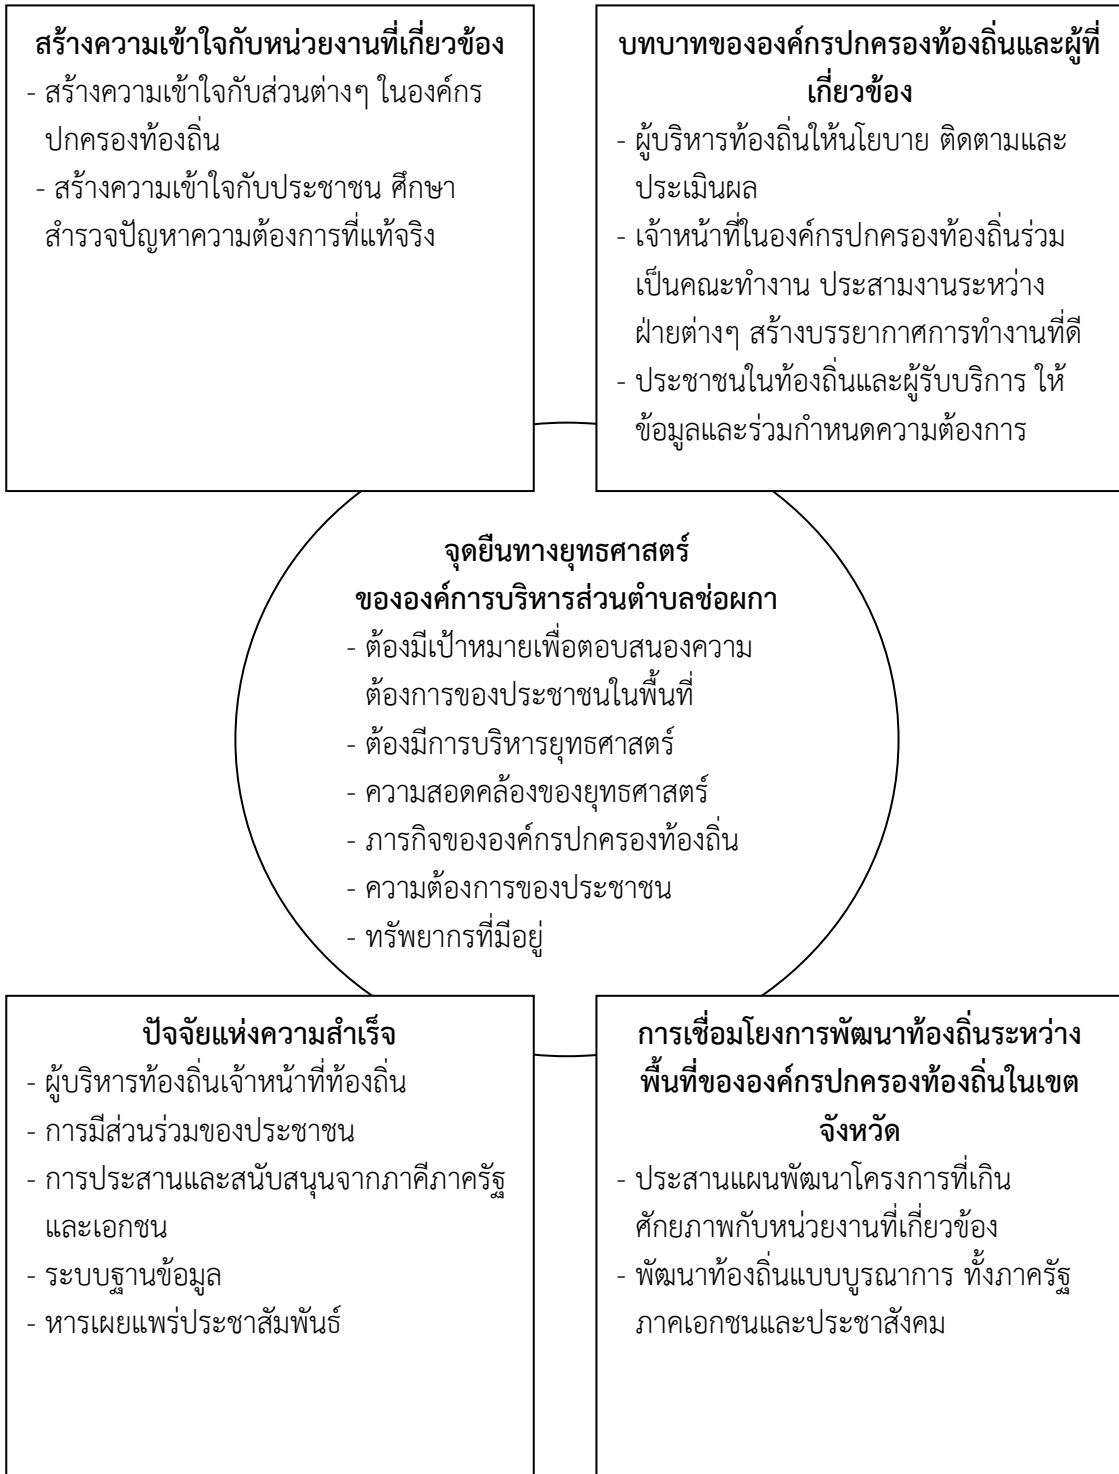 สร้างความเข้าใจกับหน่วยงานที่เกี่ยวข้อง
- สร้างความเข้าใจกับส่วนต่างๆ ในองค์กร
ปกครองท้องถิ่น
- สร้างความเข้าใจกับประชาชน ศึกษา
สำรวจปัญหาความต้องการที่แท้จริง
บทบาทขององค์กรปกครองท้องถิ่นและผู้ที่
เกี่ยวข้อง
- ผู้บริหารท้องถิ่นให้นโยบาย ติดตามและ
ประเมินผล
- เจ้าหน้าที่ในองค์กรปกครองท้องถิ่นร่วม
เป็นคณะทำงาน ประสามงานระหว่าง
ฝ่ายต่างๆ สร้างบรรยากาศการทำงานที่ดี
- ประชาชนในท้องถิ่นและผู้รับบริการ ให้
ข้อมูลและร่วมกำหนดความต้องการ
จุดยืนทางยุทธศาสตร์
ขององค์การบริหารส่วนตำบลช่อผกา
- ต้องมีเป้าหมายเพื่อตอบสนองความ
ต้องการของประชาชนในพื้นที่
- ต้องมีการบริหารยุทธศาสตร์
- ความสอดคล้องของยุทธศาสตร์
- ภารกิจขององค์กรปกครองท้องถิ่น
- ความต้องการของประชาชน
- ทรัพยากรที่มีอยู่
ปัจจัยแห่งความสำเร็จ
- ผู้บริหารท้องถิ่นเจ้าหน้าที่ท้องถิ่น
- การมีส่วนร่วมของประชาชน
- การประสานและสนับสนุนจากภาคีภาครัฐ
และเอกชน
- ระบบฐานข้อมูล
- หารเผยแพร่ประชาสัมพันธ์
การเชื่อมโยงการพัฒนาท้องถิ่นระหว่าง
พื้นที่ขององค์กรปกครองท้องถิ่นในเขต
จังหวัด
- ประสานแผนพัฒนาโครงการที่เกิน
ศักยภาพกับหน่วยงานที่เกี่ยวข้อง
- พัฒนาท้องถิ่นแบบบูรณาการ ทั้งภาครัฐ
ภาคเอกชนและประชาสังคม